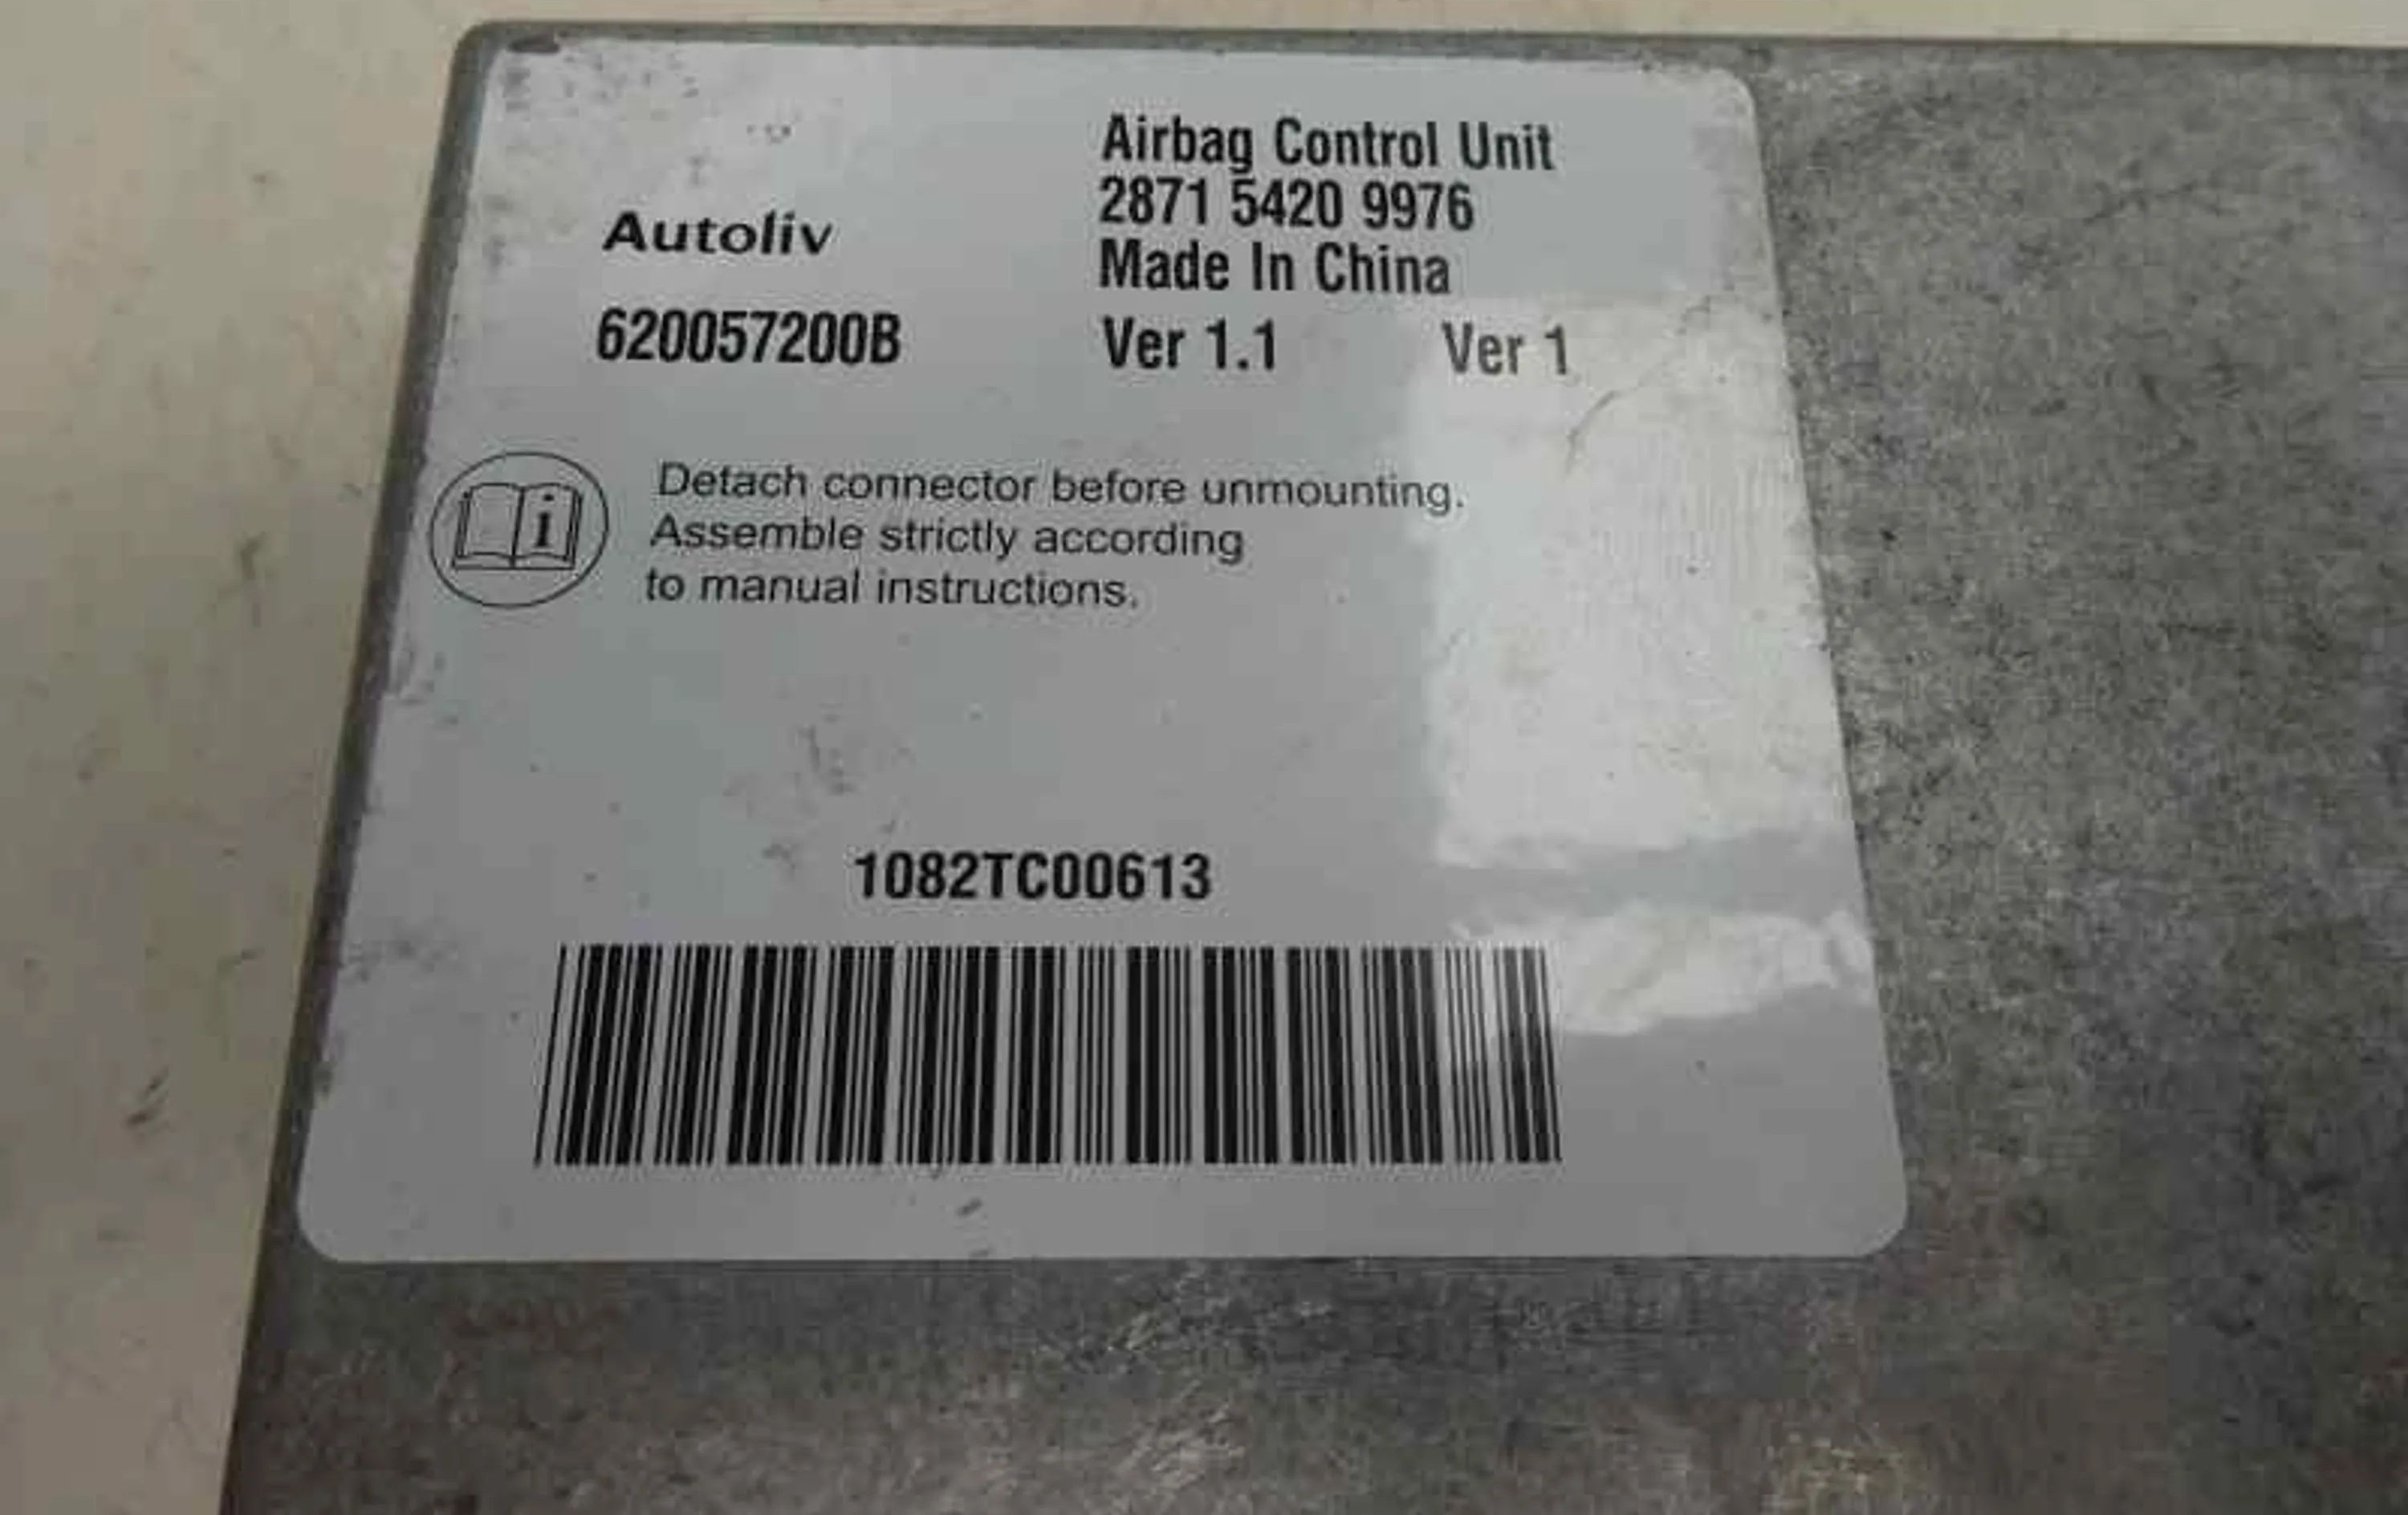 Airbag Control Unit
2871 5420 9976
Made In China
Autoliv
620057200B
Ver 1.1 Ver 1
i
Detach connector before unmounting.
Assemble strictly according
to manual instructions.
1082TC00613